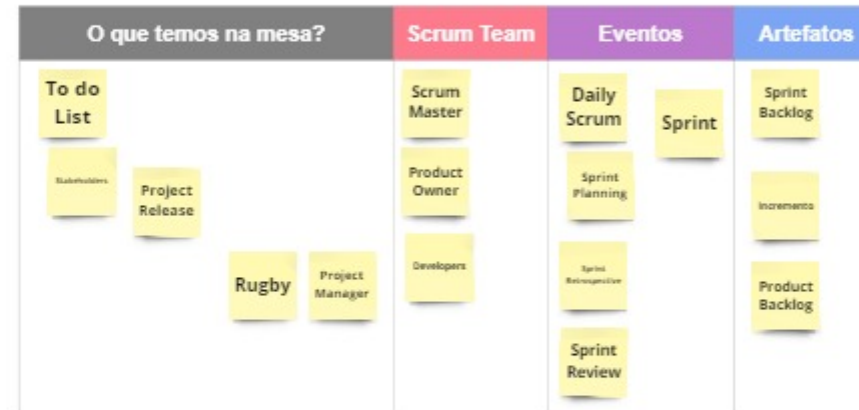 O que temos na mesa?
Scrum Team
Eventos
Artefatos
To do
List
Stakeholders
Project
Release
Rugby
Project
Manager
Scrum
Master
Product
Owner
Developers
Daily
Scrum
Sprint
Sprint
Planning
Sprint
Retrospective
Sprint
Review
Sprint
Backlog
Incremento
Product
Backlog